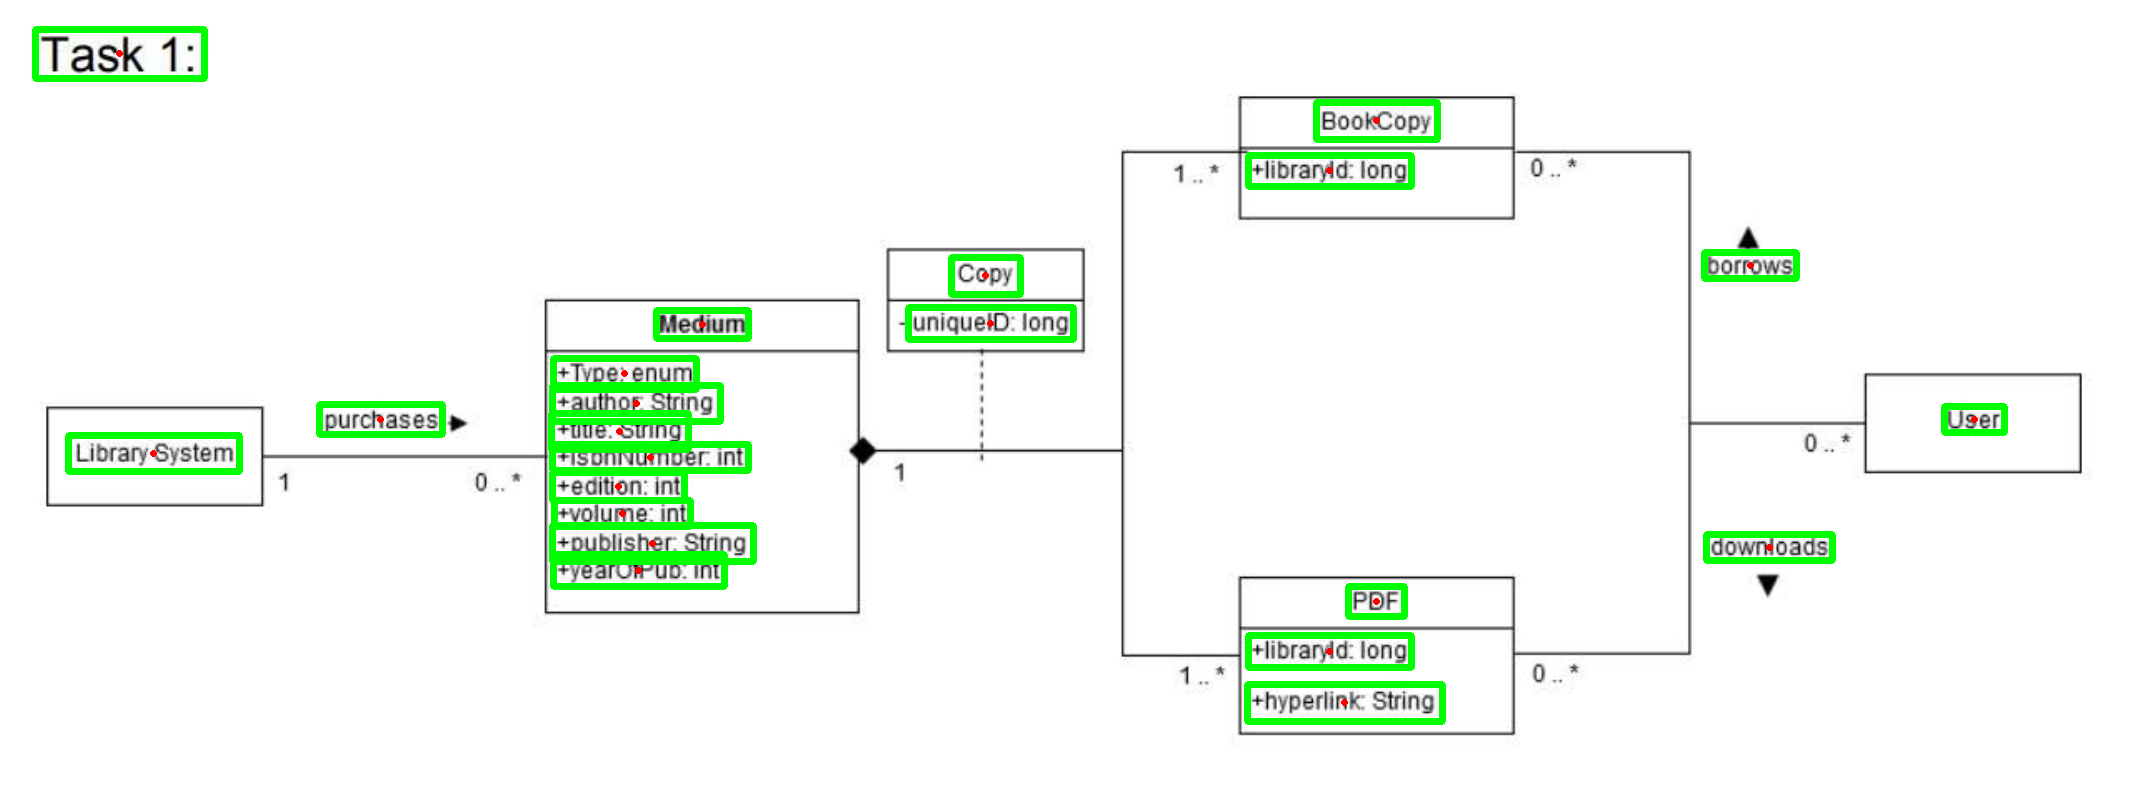 Task 1:
BookCopy
+libraryId: long
1 .. *
0 .. *
borrows
Copy
- uniqueID: long
Medium
+Type: enum
+author: String
+title: String
+isbnNumber: int
+edition: int
+volume: int
+publisher: String
+yearOfPub: int
Library System
purchases
1
0 .. *
1
User
0 .. *
downloads
PDF
+libraryId: long
+hyperlink: String
1 .. *
0 .. *